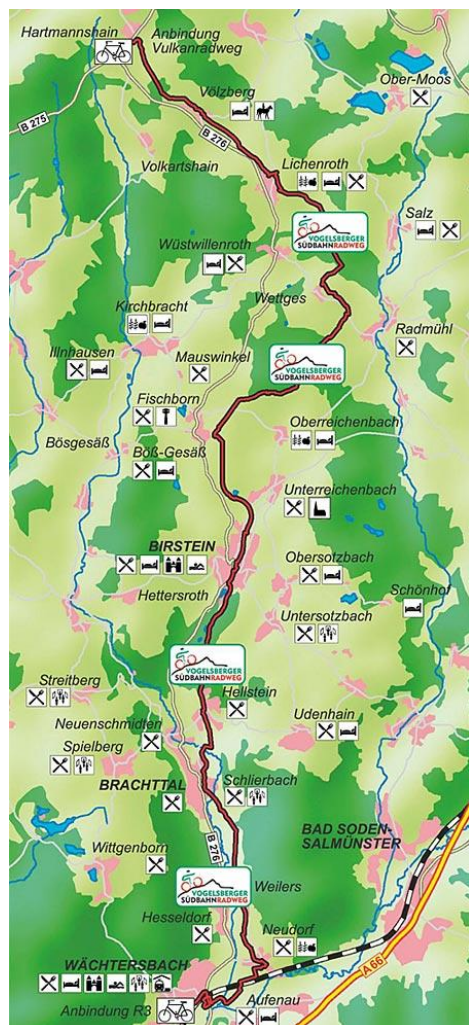 Hartmannshain
Anbindung
Vulkanradweg
Völzberg
Ober-Moos
B 275
B 276
Volkartshain
Lichenroth
VOGELSBERGER
SÜDBAHNRADWEG
Salz
Wüstwillenroth
Wettges
Kirchbracht
Radmühl
Illnhausen
Mauswinkel
VOGELSBERGER
SÜDBAHNRADWEG
Fischborn
Oberreichenbach
Bösgesäß
Böß-Gesäß
Unterreichenbach
BIRSTEIN
Obersotzbach
Hettersroth
Schönhof
Untersotzbach
VOGELSBERGER
SÜDBAHNRADWEG
Streitberg
Hellstein
Neuenschmidten
Udenhain
Spielberg
BRACHTTAL
Schlierbach
BAD SODEN-
SALMÜNSTER
B 276
Wittgenborn
VOGELSBERGER
SÜDBAHNRADWEG
Weilers
Hesseldorf
Neudorf
WÄCHTERSBACH
A 66
Anbindung R3
Aufenau